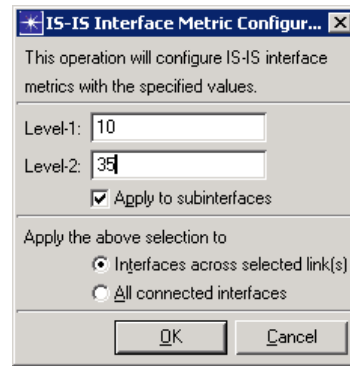 IS-IS Interface Metric Configur...
This operation will configure IS-IS interface
metrics with the specified values.
Level-1: 10
Level-2: 35
Apply to subinterfaces
Apply the above selection to
Interfaces across selected link(s)
All connected interfaces
OK Cancel